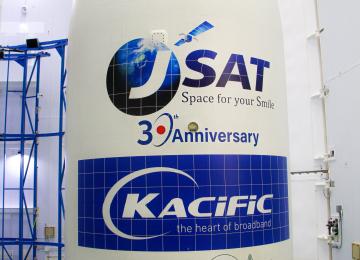 JSAT
Space for your Smile
30th Anniversary
KACIFIC
the heart of broadband